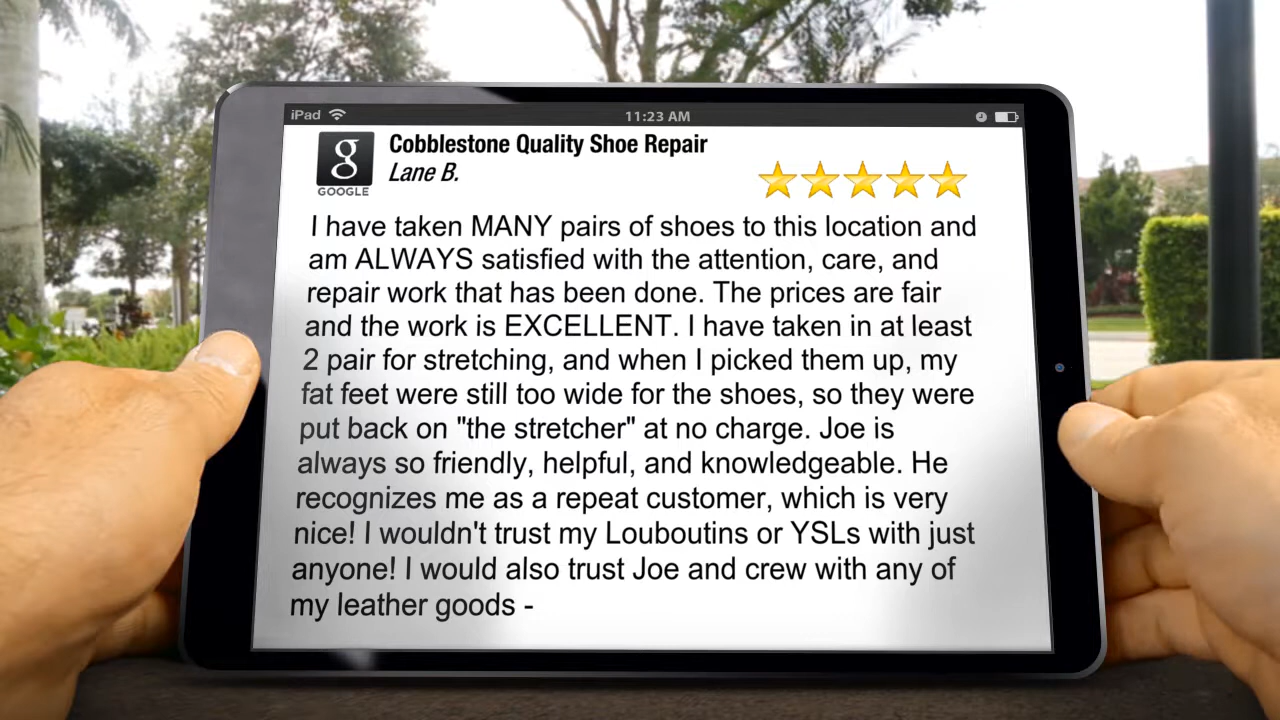 iPad 11:23 AM
Cobblestone Quality Shoe Repair
Lane B.
g
GOOGLE
I have taken MANY pairs of shoes to this location and
am ALWAYS satisfied with the attention, care, and
repair work that has been done. The prices are fair
and the work is EXCELLENT. I have taken in at least
2 pair for stretching, and when I picked them up, my
fat feet were still too wide for the shoes, so they were
put back on "the stretcher" at no charge. Joe is
always so friendly, helpful, and knowledgeable. He
recognizes me as a repeat customer, which is very
nice! I wouldn't trust my Louboutins or YSLs with just
anyone! I would also trust Joe and crew with any of
my leather goods -